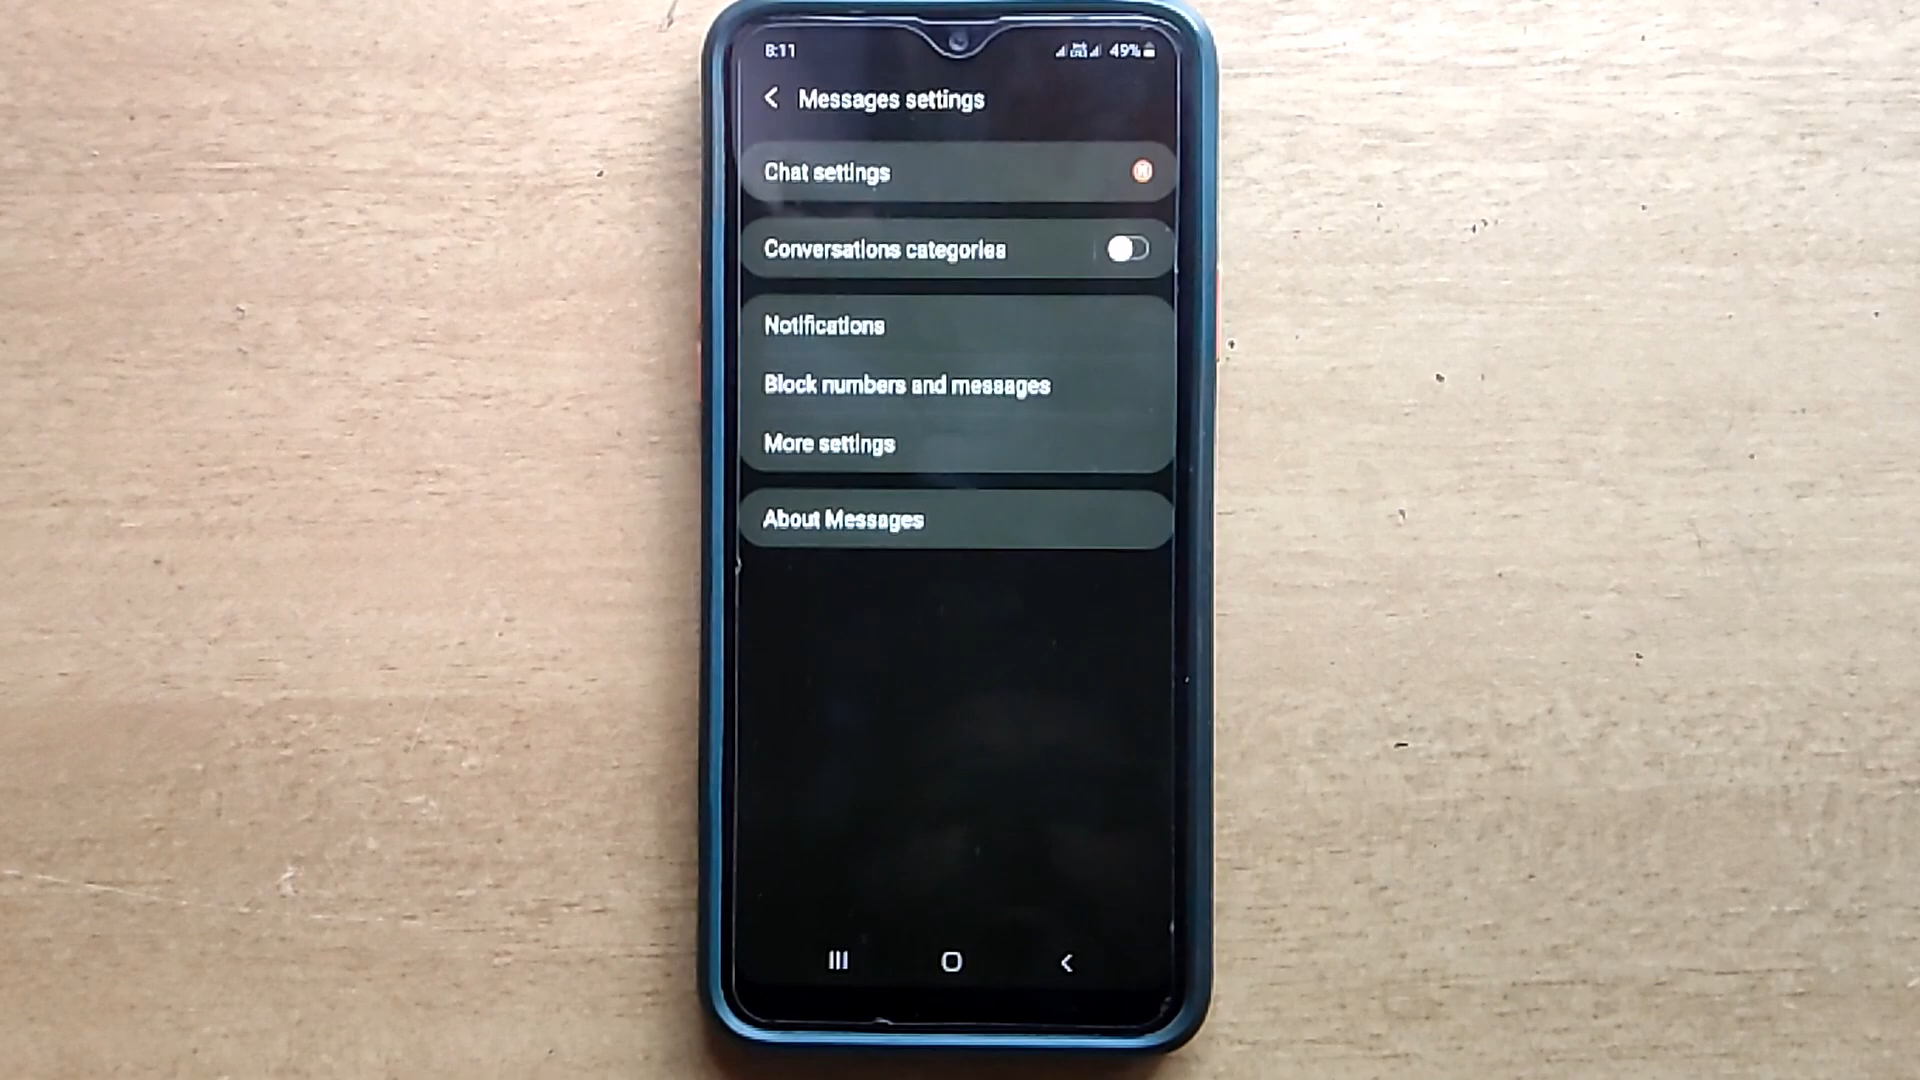 8:11
49%
Messages settings
Chat settings
Conversations categories
Notifications
Block numbers and messages
More settings
About Messages